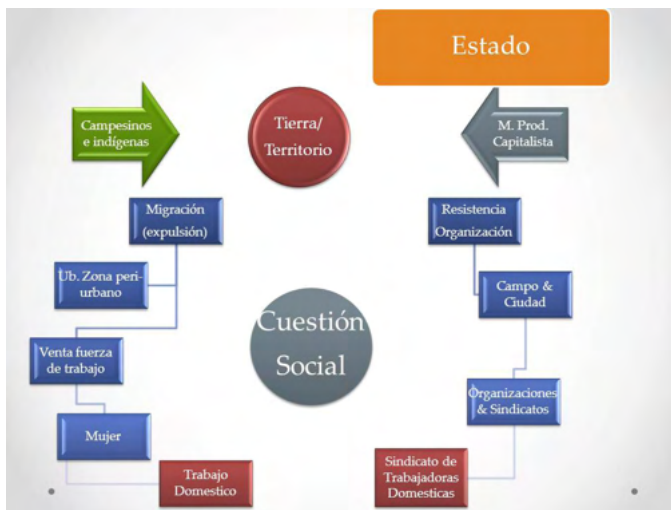 Estado
Campesinos
e indígenas
Tierra/
Territorio
M. Prod.
Capitalista
Migración
(expulsión)
Resistencia
Organización
Ub. Zona peri-
urbano
Campo &
Ciudad
Cuestión
Social
Venta fuerza
de trabajo
Organizaciones
& Sindicatos
Mujer
Trabajo
Domestico
Sindicato de
Trabajadoras
Domesticas